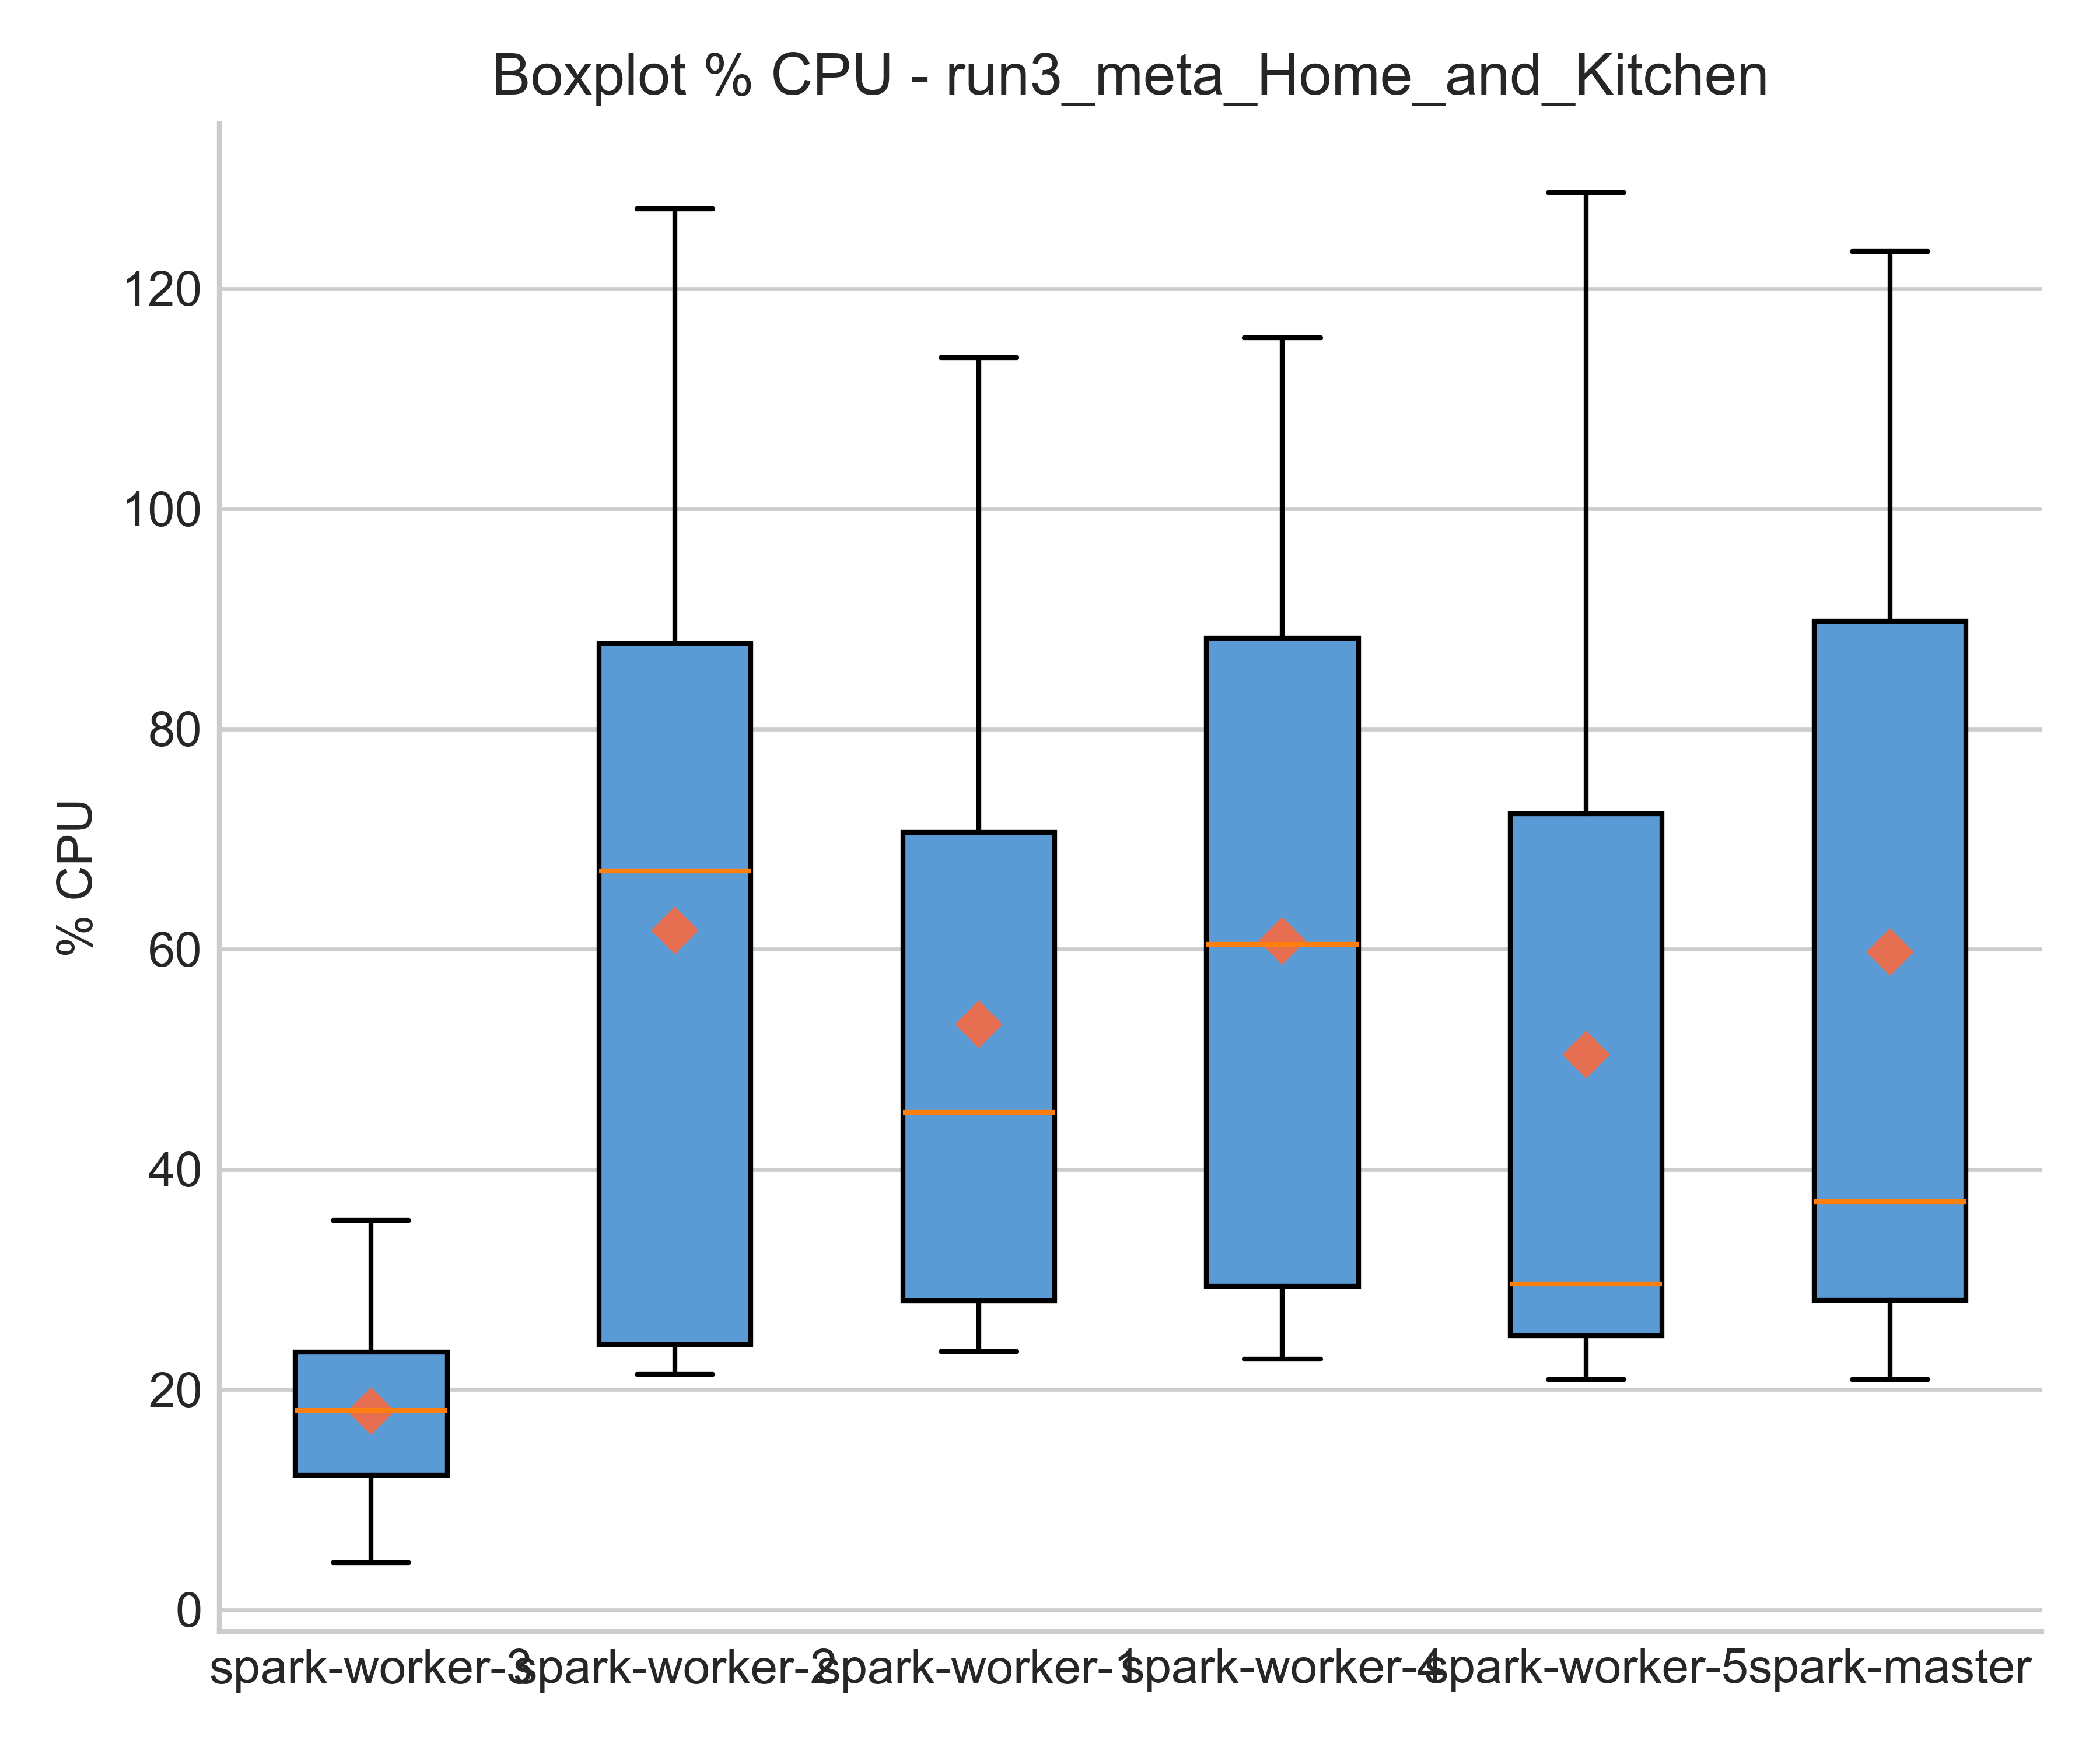 Boxplot % CPU - run3_meta_Home_and_Kitchen
% CPU
120
100
80
60
40
20
0
spark-worker-3 spark-worker-2 spark-worker-1 spark-worker-4 spark-worker-5 spark-master